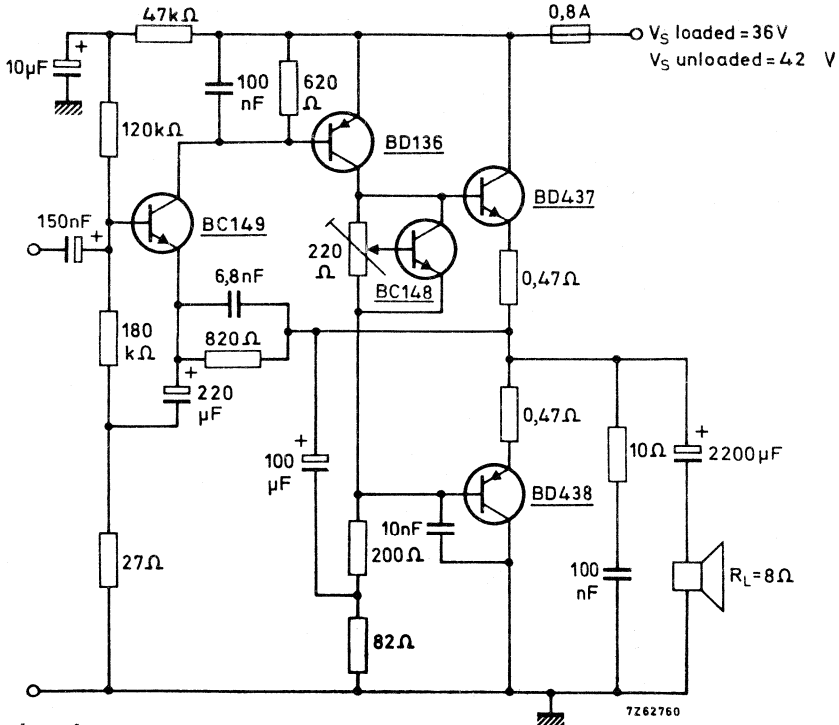 47kΩ
0,8A
VS loaded = 36V
VS unloaded = 42 V
10µF
+
100 nF
620 Ω
120kΩ
BD136
BD437
150nF
+
BC149
220 Ω
BC148
0,47Ω
6,8nF
180 kΩ
820Ω
+
220 µF
0,47Ω
10Ω
+
2200µF
+
100 µF
BD438
10nF
27Ω
200Ω
100 nF
RL = 8Ω
82Ω
7Z62760